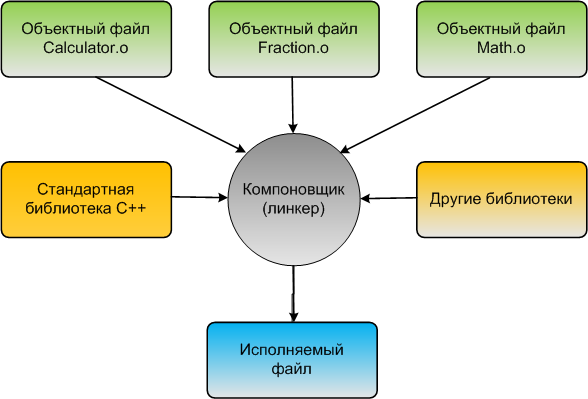 Объектный файл
Calculator.o
Объектный файл
Fraction.o
Объектный файл
Math.o
Стандартная
библиотека C++
Компоновщик
(линкер)
Другие библиотеки
Исполняемый
файл